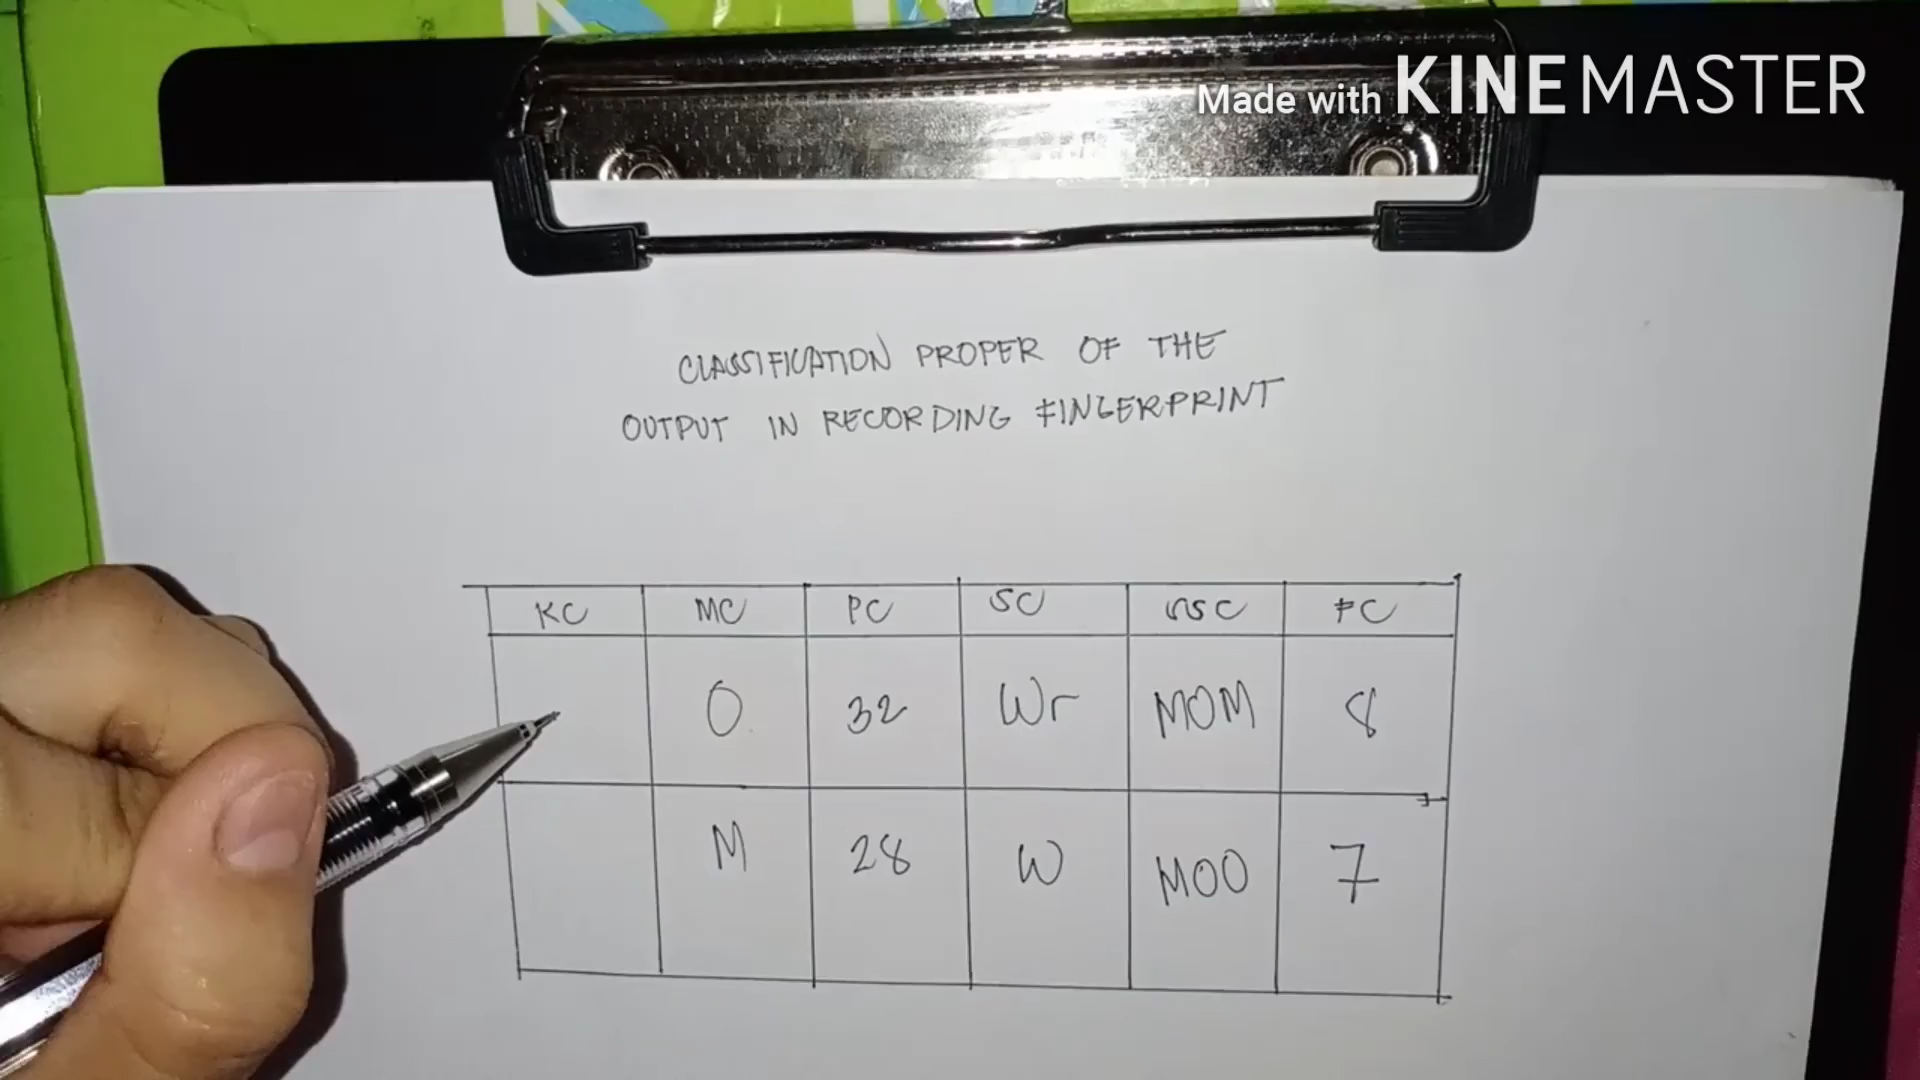 Made with KINEMASTER
CLASSIFICATION PROPER OF THE
OUTPUT IN RECORDING FINGERPRINT
KC MC PC SC SSC FC
O 32 Wr MOM 8
M 28 W MOO 7